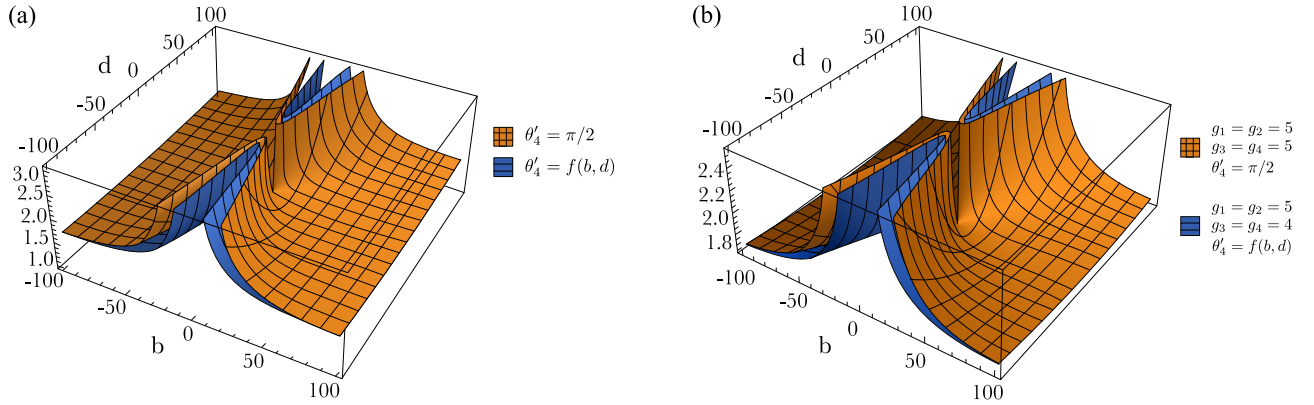 (a)
100
50
d
0
-50
-100
3.0
2.5
2.0
1.5
1.0
-100
-50
0
b
50
100
θ′₄ = π/2
θ′₄ = f(b, d)
(b)
100
50
d
0
-50
-100
2.4
2.2
2.0
1.8
-100
-50
0
b
50
100
g₁ = g₂ = 5
g₃ = g₄ = 5
θ′₄ = π/2
g₁ = g₂ = 5
g₃ = g₄ = 4
θ′₄ = f(b, d)